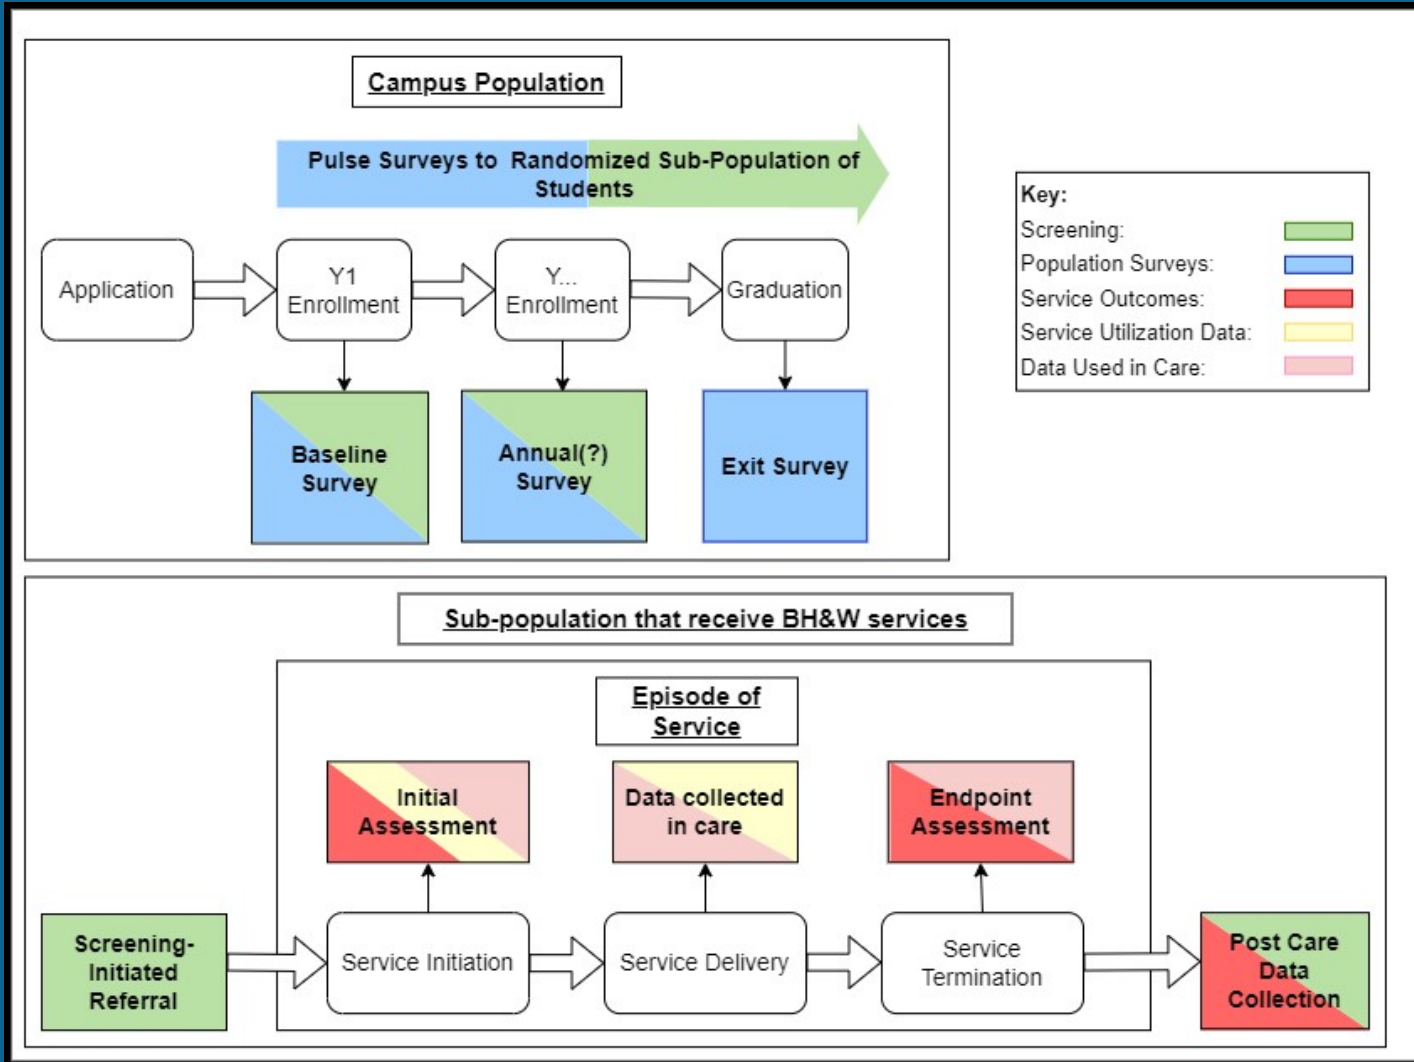 Campus Population
Pulse Surveys to  Randomized Sub-Population of
Students
Application
Y1
Enrollment
Y...
Enrollment
Graduation
Baseline
Survey
Annual(?)
Survey
Exit Survey
Key:
Screening:
Population Surveys:
Service Outcomes:
Service Utilization Data:
Data Used in Care:
Sub-population that receive BH&W services
Episode of
Service
Initial
Assessment
Data collected
in care
Endpoint
Assessment
Screening-
Initiated
Referral
Service Initiation
Service Delivery
Service
Termination
Post Care
Data
Collection